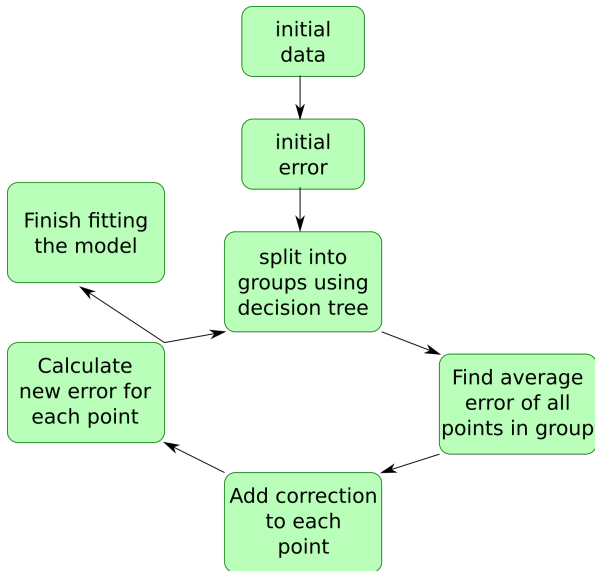 initial
data
initial
error
split into
groups using
decision tree
Find average
error of all
points in group
Add correction
to each
point
Calculate
new error for
each point
Finish fitting
the model